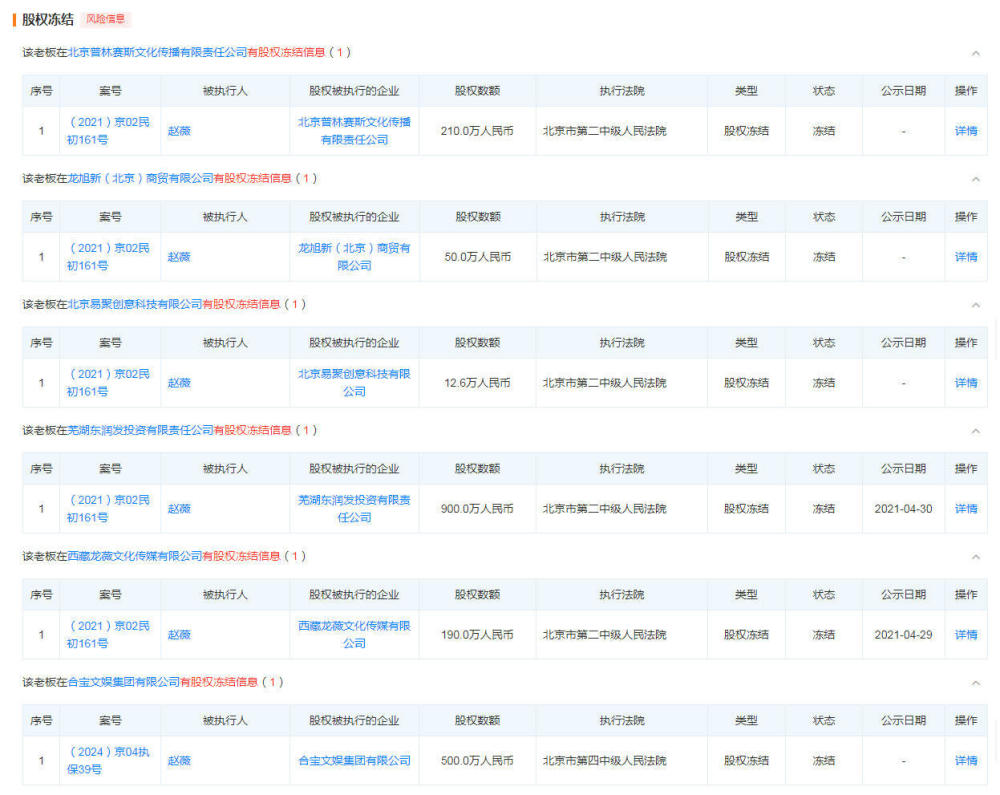 股权冻结 风险信息
该老板在北京普林赛斯文化传播有限责任公司有股权冻结信息（1）
序号 案号 被执行人 股权被执行的企业 股权数额 执行法院 类型 状态 公示日期 操作
1 （2021）京02民初161号 赵薇 北京普林赛斯文化传播有限责任公司 210.0万人民币 北京市第二中级人民法院 股权冻结 冻结 - 详情
该老板在龙旭新（北京）商贸有限公司有股权冻结信息（1）
序号 案号 被执行人 股权被执行的企业 股权数额 执行法院 类型 状态 公示日期 操作
1 （2021）京02民初161号 赵薇 龙旭新（北京）商贸有限公司 50.0万人民币 北京市第二中级人民法院 股权冻结 冻结 - 详情
该老板在北京易聚创意科技有限公司有股权冻结信息（1）
序号 案号 被执行人 股权被执行的企业 股权数额 执行法院 类型 状态 公示日期 操作
1 （2021）京02民初161号 赵薇 北京易聚创意科技有限公司 12.6万人民币 北京市第二中级人民法院 股权冻结 冻结 - 详情
该老板在芜湖东润发投资有限责任公司有股权冻结信息（1）
序号 案号 被执行人 股权被执行的企业 股权数额 执行法院 类型 状态 公示日期 操作
1 （2021）京02民初161号 赵薇 芜湖东润发投资有限责任公司 900.0万人民币 北京市第二中级人民法院 股权冻结 冻结 2021-04-30 详情
该老板在西藏龙薇文化传媒有限公司有股权冻结信息（1）
序号 案号 被执行人 股权被执行的企业 股权数额 执行法院 类型 状态 公示日期 操作
1 （2021）京02民初161号 赵薇 西藏龙薇文化传媒有限公司 190.0万人民币 北京市第二中级人民法院 股权冻结 冻结 2021-04-29 详情
该老板在合宝文娱集团有限公司有股权冻结信息（1）
序号 案号 被执行人 股权被执行的企业 股权数额 执行法院 类型 状态 公示日期 操作
1 （2024）京04执保39号 赵薇 合宝文娱集团有限公司 500.0万人民币 北京市第四中级人民法院 股权冻结 冻结 - 详情